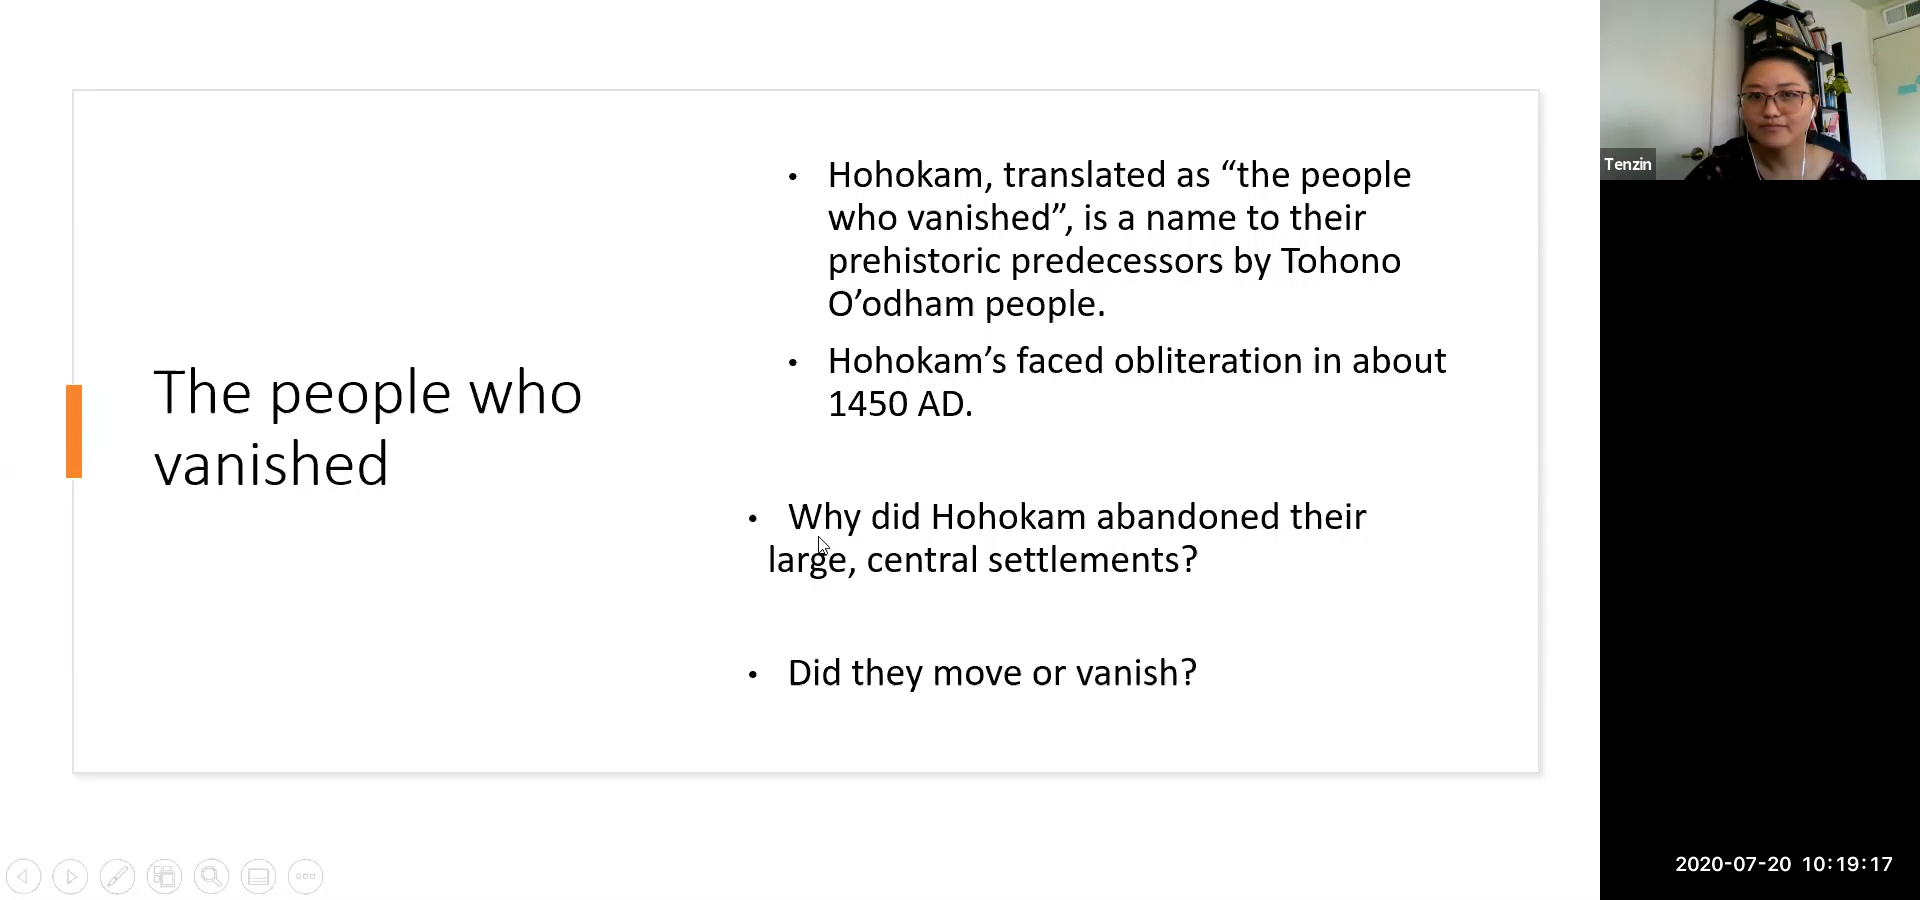 The people who
vanished
• Hohokam, translated as “the people
who vanished”, is a name to their
prehistoric predecessors by Tohono
O’odham people.
• Hohokam’s faced obliteration in about
1450 AD.
• Why did Hohokam abandoned their
large, central settlements?
• Did they move or vanish?
Tenzin
2020-07-20 10:19:17